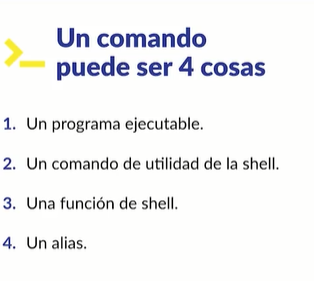 Un comando
puede ser 4 cosas
1. Un programa ejecutable.
2. Un comando de utilidad de la shell.
3. Una función de shell.
4. Un alias.